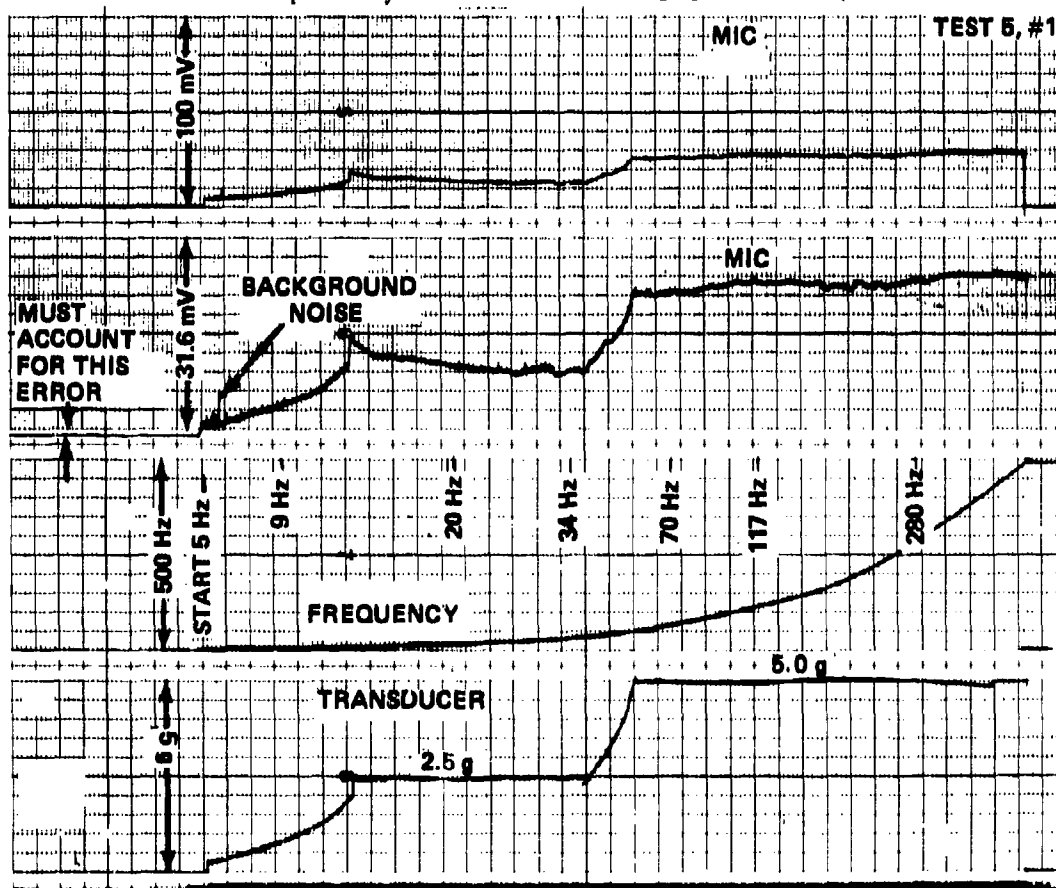 MIC
TEST 5, #1
100 mV
MIC
31.6 mV
BACKGROUND
NOISE
MUST
ACCOUNT
FOR THIS
ERROR
500 Hz
START 5 Hz
9 Hz
20 Hz
34 Hz
70 Hz
117 Hz
280 Hz
FREQUENCY
5.0 g
TRANSDUCER
2.5 g
5 g